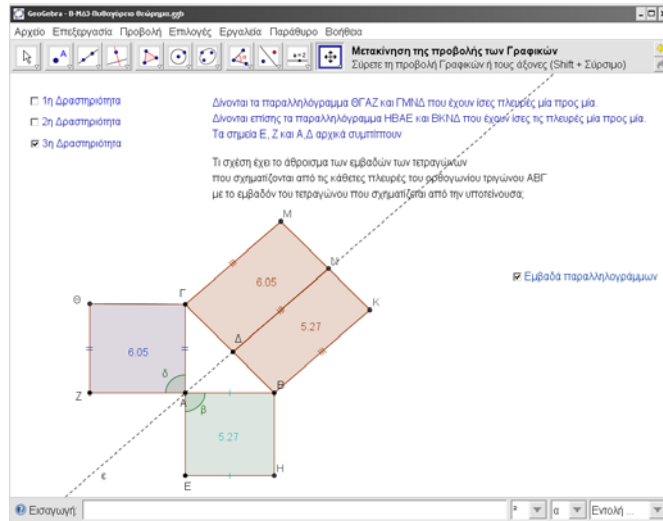 GeoGebra - Β-ΜΔ3-Πυθαγόρειο Θεώρημα.ggb
Αρχείο Επεξεργασία Προβολή Επιλογές Εργαλεία Παράθυρο Βοήθεια
Μετακίνηση της προβολής των Γραφικών
Σύρετε τη προβολή Γραφικών ή τους άξονες (Shift + Σύρσιμο)
A
a=2
1η Δραστηριότητα
2η Δραστηριότητα
3η Δραστηριότητα
Δίνονται τα παραλληλόγραμμα ΘΓΑΖ και ΓΜΝΔ που έχουν ίσες πλευρές μία προς μία.
Δίνονται επίσης τα παραλληλόγραμμα ΗΒΑΕ και ΒΚΝΔ που έχουν ίσες τις πλευρές μία προς μία.
Τα σημεία Ε, Ζ και Α,Δ αρχικά συμπίπτουν
Τι σχέση έχει το άθροισμα των εμβαδών των τετραγώνων
που σχηματίζονται από τις κάθετες πλευρές του ορθογωνίου τριγώνου ΑΒΓ
με το εμβαδόν του τετραγώνου που σχηματίζεται από την υποτείνουσα;
Εμβαδά παραλληλογράμμων
Μ
Ν
Κ
Θ
Γ
6.05
Δ
5.27
6.05
δ
Ζ
Α
Β
β
5.27
ε
Ε
Η
Εισαγωγή:
²
α
Εντολή ...